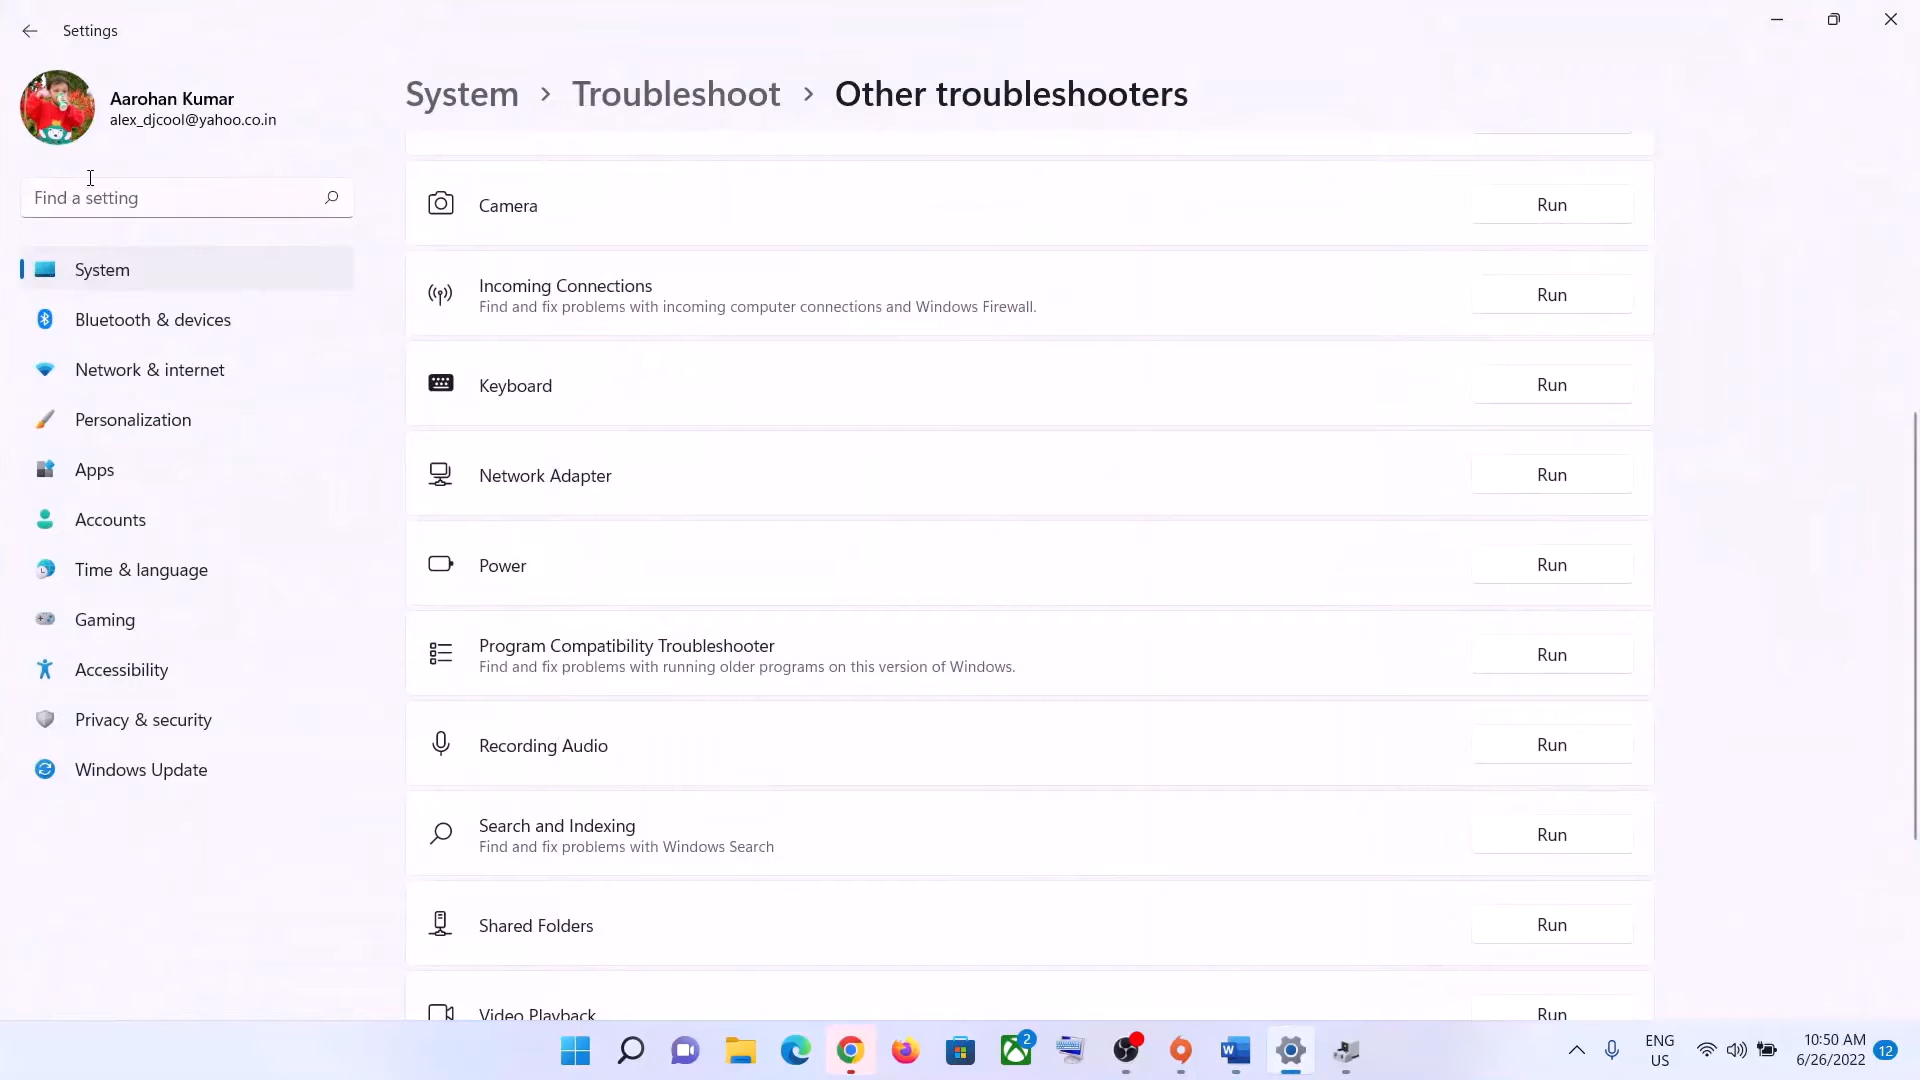 Settings
Aarohan Kumar
alex_djcool@yahoo.co.in
Find a setting
System
Bluetooth & devices
Network & internet
Personalization
Apps
Accounts
Time & language
Gaming
Accessibility
Privacy & security
Windows Update
System > Troubleshoot > Other troubleshooters
Camera
Run
Incoming Connections
Find and fix problems with incoming computer connections and Windows Firewall.
Run
Keyboard
Run
Network Adapter
Run
Power
Run
Program Compatibility Troubleshooter
Find and fix problems with running older programs on this version of Windows.
Run
Recording Audio
Run
Search and Indexing
Find and fix problems with Windows Search
Run
Shared Folders
Run
Video Playback
Run
2
W
ENG
US
10:50 AM
6/26/2022
12